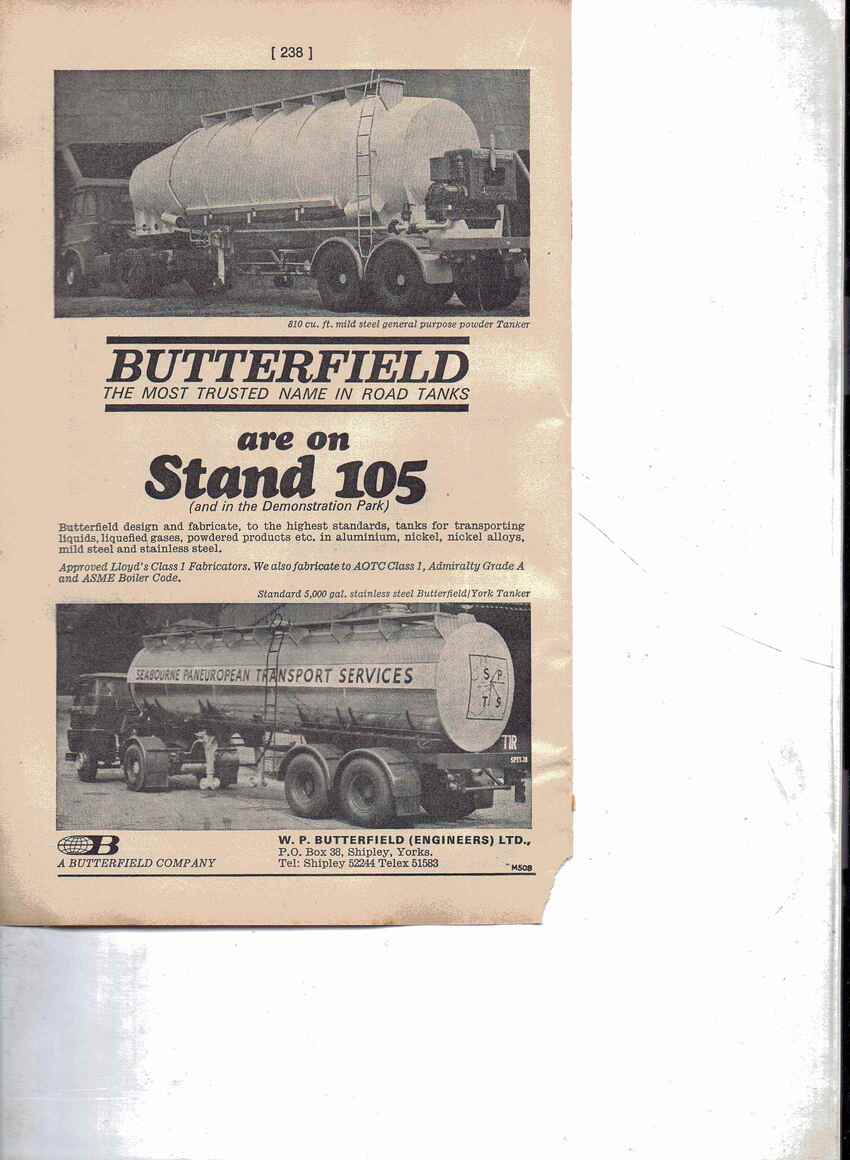 [ 238 ]
810 cu. ft. mild steel general purpose powder Tanker
BUTTERFIELD
THE MOST TRUSTED NAME IN ROAD TANKS
are on
Stand 105
(and in the Demonstration Park)
Butterfield design and fabricate, to the highest standards, tanks for transporting
liquids, liquefied gases, powdered products etc. in aluminium, nickel, nickel alloys,
mild steel and stainless steel.
Approved Lloyd's Class 1 Fabricators. We also fabricate to AOTC Class 1, Admiralty Grade A
and ASME Boiler Code.
Standard 5,000 gal. stainless steel Butterfield/York Tanker
SEABOURNE PANEUROPEAN TRANSPORT SERVICES
S P
T S
TIR
B
A BUTTERFIELD COMPANY
W. P. BUTTERFIELD (ENGINEERS) LTD.,
P.O. Box 38, Shipley, Yorks.
Tel: Shipley 52244 Telex 51583
M508